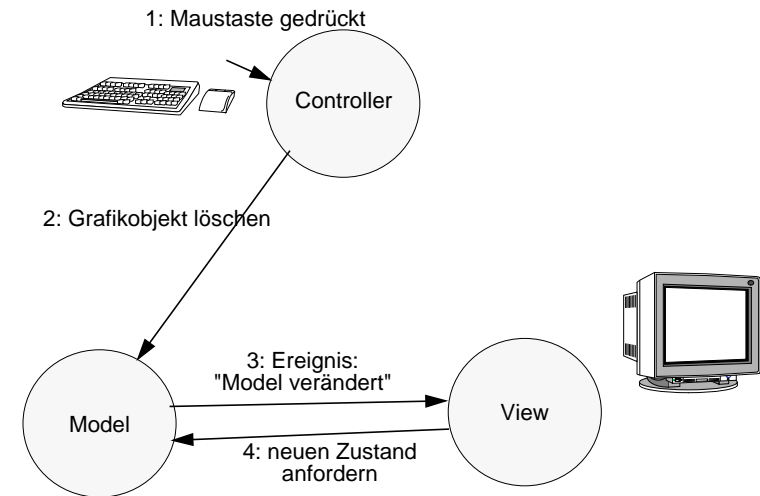 1: Maustaste gedrückt
Controller
2: Grafikobjekt löschen
3: Ereignis:
"Model verändert"
Model
View
4: neuen Zustand
anfordern